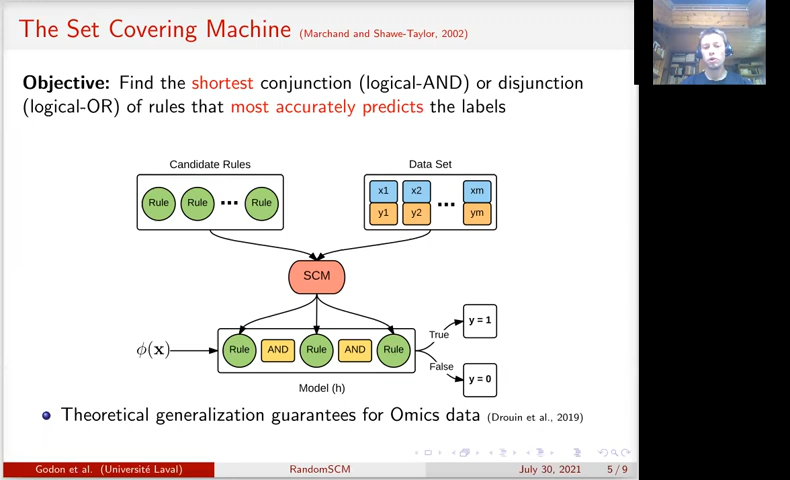 The Set Covering Machine (Marchand and Shawe-Taylor, 2002)
Objective: Find the shortest conjunction (logical-AND) or disjunction
(logical-OR) of rules that most accurately predicts the labels
Candidate Rules
Data Set
Rule Rule ... Rule
x1 x2 ... xm
y1 y2 ym
SCM
ϕ(x)
Rule AND Rule AND Rule
True
y = 1
False
y = 0
Model (h)
Theoretical generalization guarantees for Omics data (Drouin et al., 2019)
Godon et al. (Université Laval) RandomSCM July 30, 2021 5 / 9